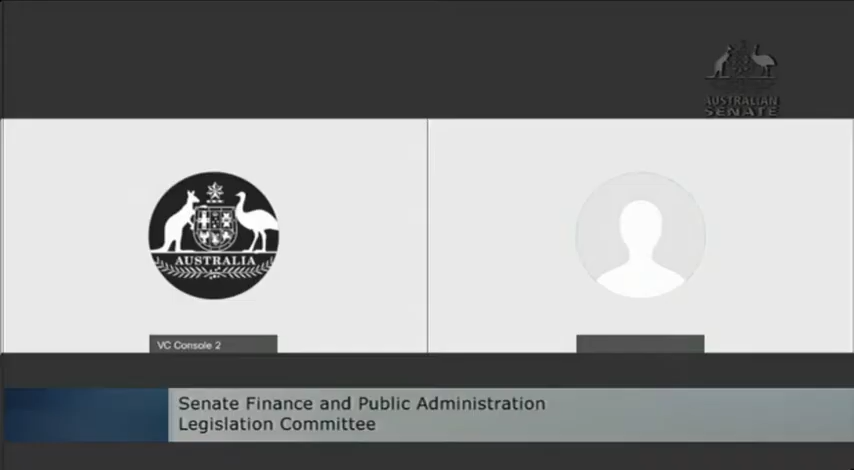 AUSTRALIAN
SENATE
AUSTRALIA
VC Console 2
Senate Finance and Public Administration
Legislation Committee